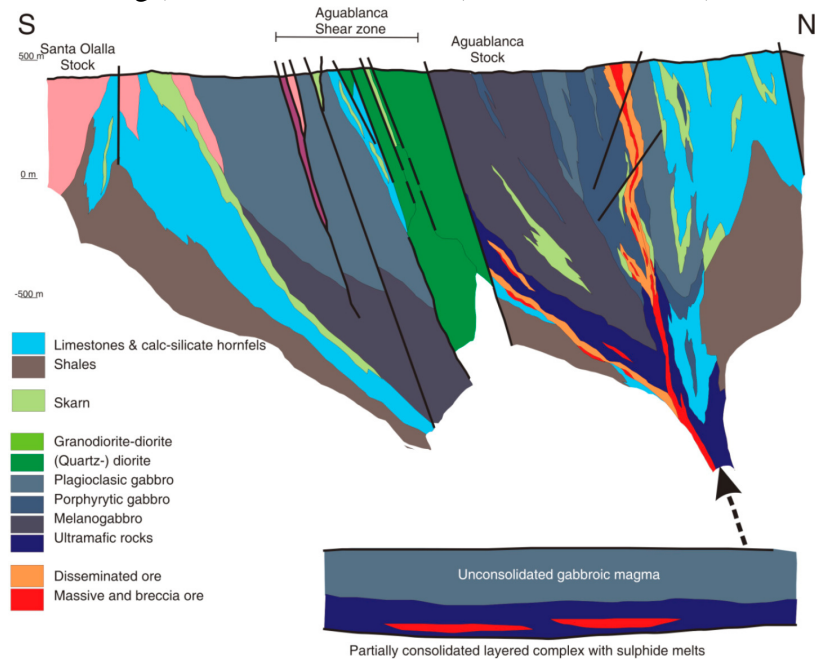 S
Aguablanca
Shear zone
N
Santa Olalla
Stock
Aguablanca
Stock
500 m
0 m
-500 m
Limestones & calc-silicate hornfels
Shales
Skarn
Granodiorite-diorite
(Quartz-) diorite
Plagioclasic gabbro
Porphyrytic gabbro
Melanogabbro
Ultramafic rocks
Disseminated ore
Massive and breccia ore
Unconsolidated gabbroic magma
Partially consolidated layered complex with sulphide melts